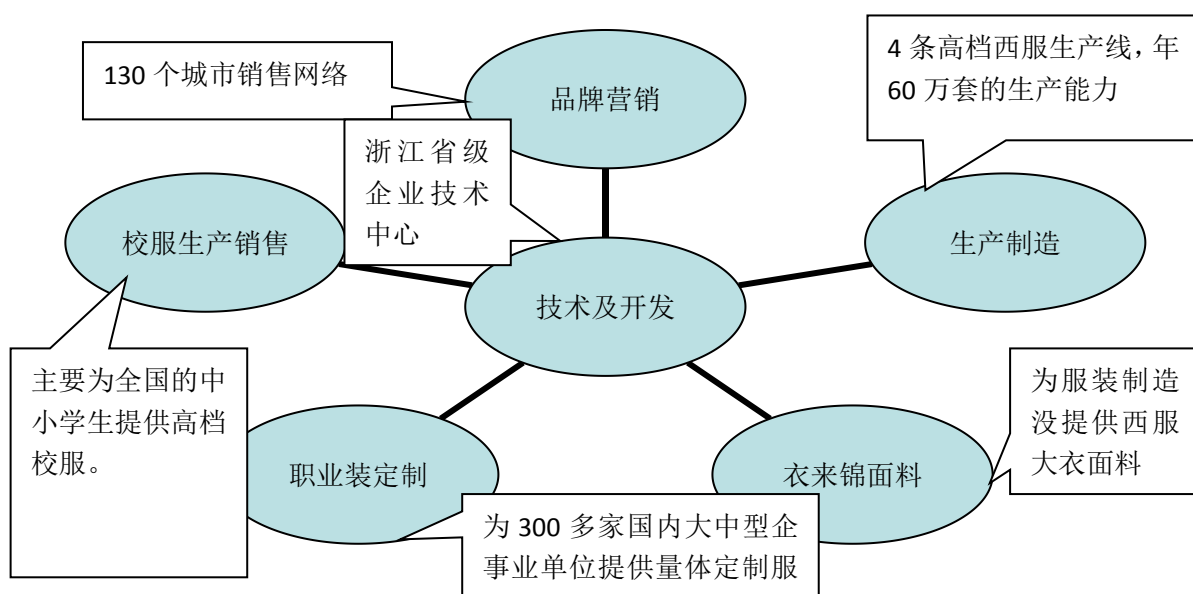 130 个城市销售网络
品牌营销
4 条高档西服生产线，年
60 万套的生产能力
浙江省级
企业技术
中心
校服生产销售
生产制造
技术及开发
主要为全国的中
小学生提供高档
校服。
为服装制造
没提供西服
大衣面料
职业装定制
衣来锦面料
为 300 多家国内大中型企
事业单位提供量体定制服